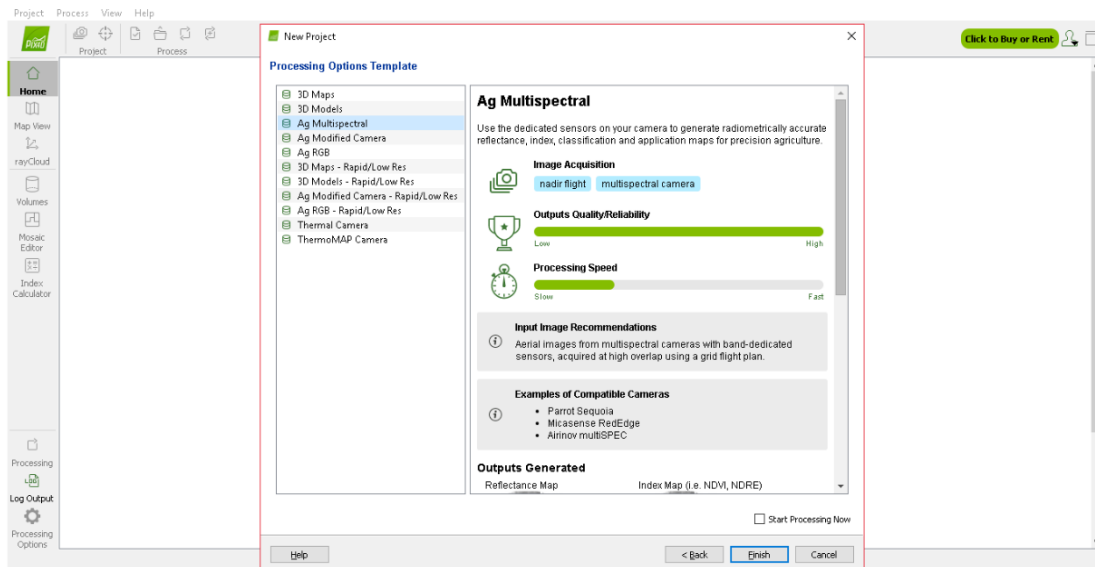 Project Process View Help
PIX4D
Project
Process
Click to Buy or Rent
Home
Map View
rayCloud
Volumes
Mosaic
Editor
Index
Calculator
Processing
Log Output
Processing
Options
New Project
Processing Options Template
3D Maps
3D Models
Ag Multispectral
Ag Modified Camera
Ag RGB
3D Maps - Rapid/Low Res
3D Models - Rapid/Low Res
Ag Modified Camera - Rapid/Low Res
Ag RGB - Rapid/Low Res
Thermal Camera
ThermoMAP Camera
Ag Multispectral
Use the dedicated sensors on your camera to generate radiometrically accurate
reflectance, index, classification and application maps for precision agriculture.
Image Acquisition
nadir flight multispectral camera
Outputs Quality/Reliability
Low High
Processing Speed
Slow Fast
Input Image Recommendations
Aerial images from multispectral cameras with band-dedicated
sensors, acquired at high overlap using a grid flight plan.
Examples of Compatible Cameras
• Parrot Sequoia
• Micasense RedEdge
• Airinov multiSPEC
Outputs Generated
Reflectance Map Index Map (i.e. NDVI, NDRE)
Start Processing Now
Help < Back Finish Cancel